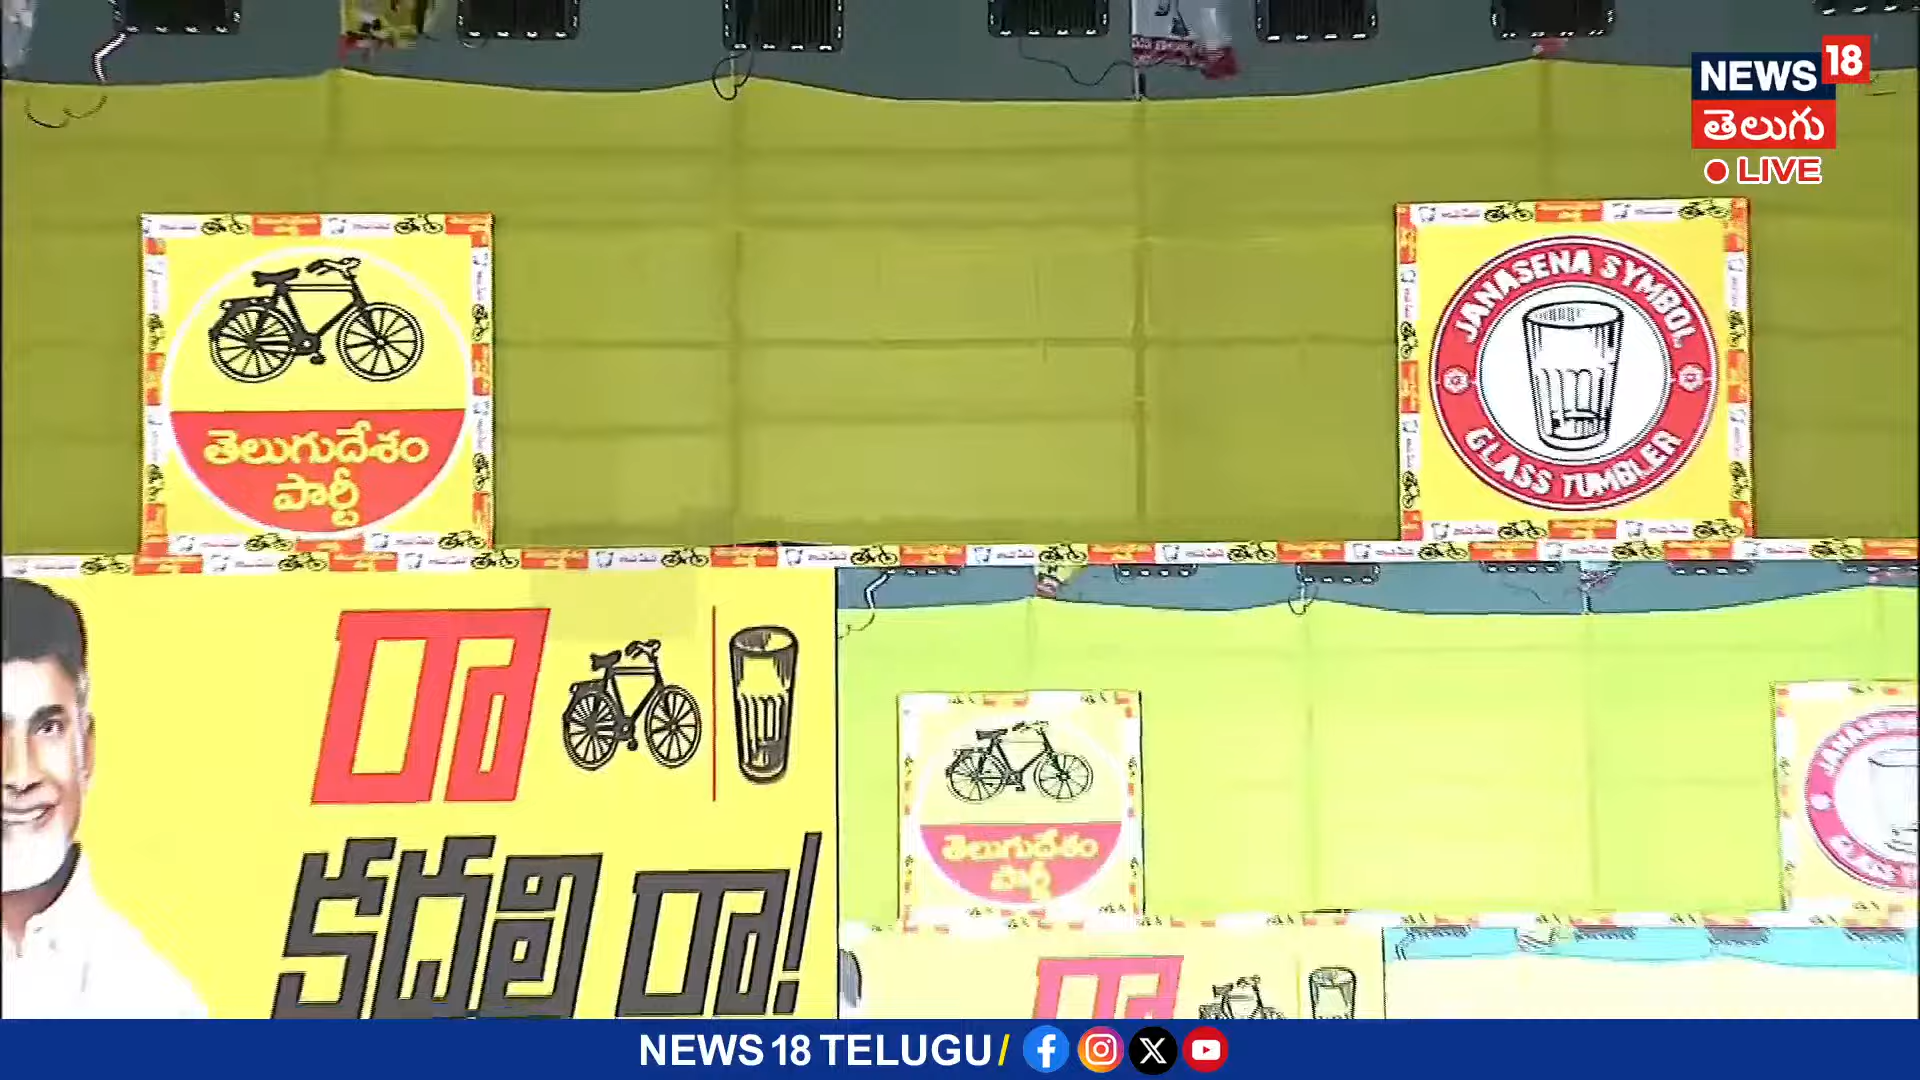 NEWS 18
తెలుగు
LIVE
తెలుగుదేశం
పార్టీ
JANASENA SYMBOL
GLASS TUMBLER
రా
కదలి రా!
తెలుగుదేశం
పార్టీ
రా
NEWS 18 TELUGU /